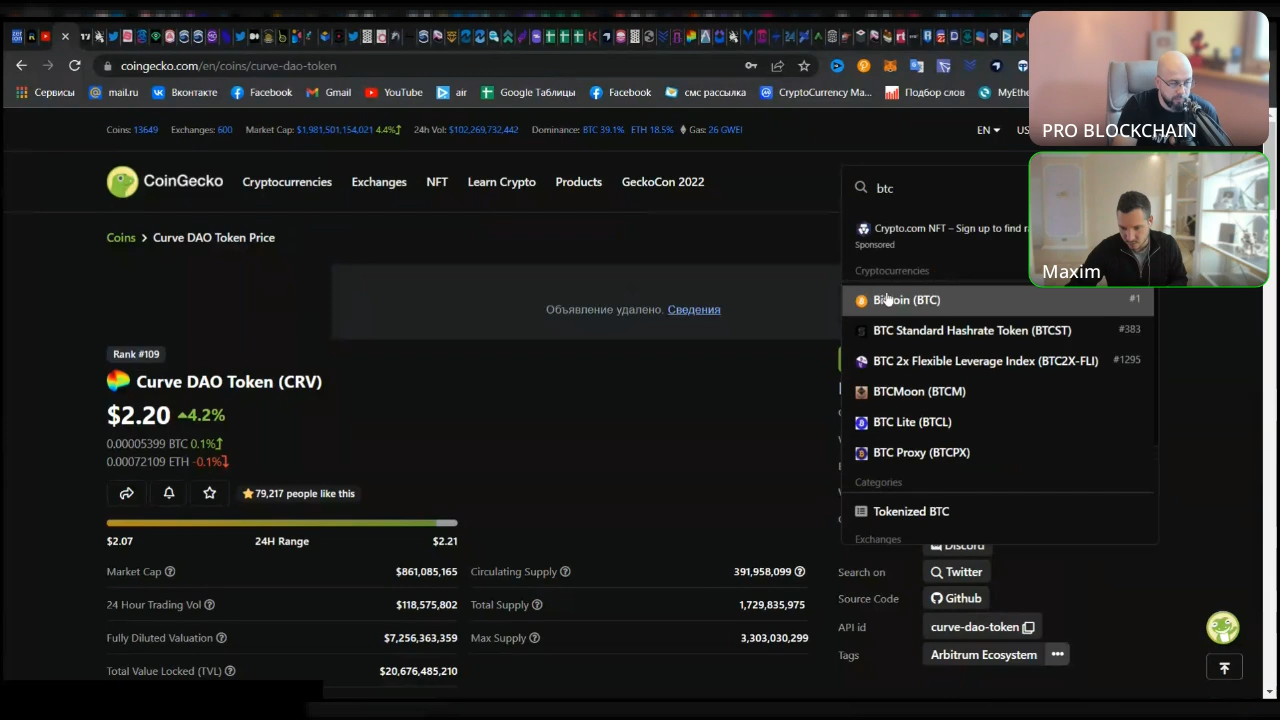 coingecko.com/en/coins/curve-dao-token
Сервисы
mail.ru
Вконтакте
Facebook
Gmail
YouTube
air
Google Таблицы
Facebook
смс рассылка
CryptoCurrency Ma...
Подбор слов
MyEthe
PRO BLOCKCHAIN
Coins: 13649 Exchanges: 600 Market Cap: $1,981,501,154,021 4.4% 24h Vol: $102,269,732,442 Dominance: BTC 39.1% ETH 18.5% Gas: 26 GWEI
EN
US
CoinGecko
Cryptocurrencies
Exchanges
NFT
Learn Crypto
Products
GeckoCon 2022
btc
Crypto.com NFT – Sign up to find r
Sponsored
Maxim
Cryptocurrencies
Bitcoin (BTC) #1
BTC Standard Hashrate Token (BTCST) #383
BTC 2x Flexible Leverage Index (BTC2X-FLI) #1295
BTCMoon (BTCM)
BTC Lite (BTCL)
BTC Proxy (BTCPX)
Categories
Tokenized BTC
Exchanges
Coins > Curve DAO Token Price
Объявление удалено. Сведения
Rank #109
Curve DAO Token (CRV)
$2.20 4.2%
0.00005399 BTC 0.1%
0.00072109 ETH -0.1%
79,217 people like this
$2.07 24H Range $2.21
Market Cap $861,085,165
24 Hour Trading Vol $118,575,802
Fully Diluted Valuation $7,256,363,359
Total Value Locked (TVL) $20,676,485,210
Circulating Supply 391,958,099
Total Supply 1,729,835,975
Max Supply 3,303,030,299
Discord
Search on Twitter
Source Code Github
API id curve-dao-token
Tags Arbitrum Ecosystem •••